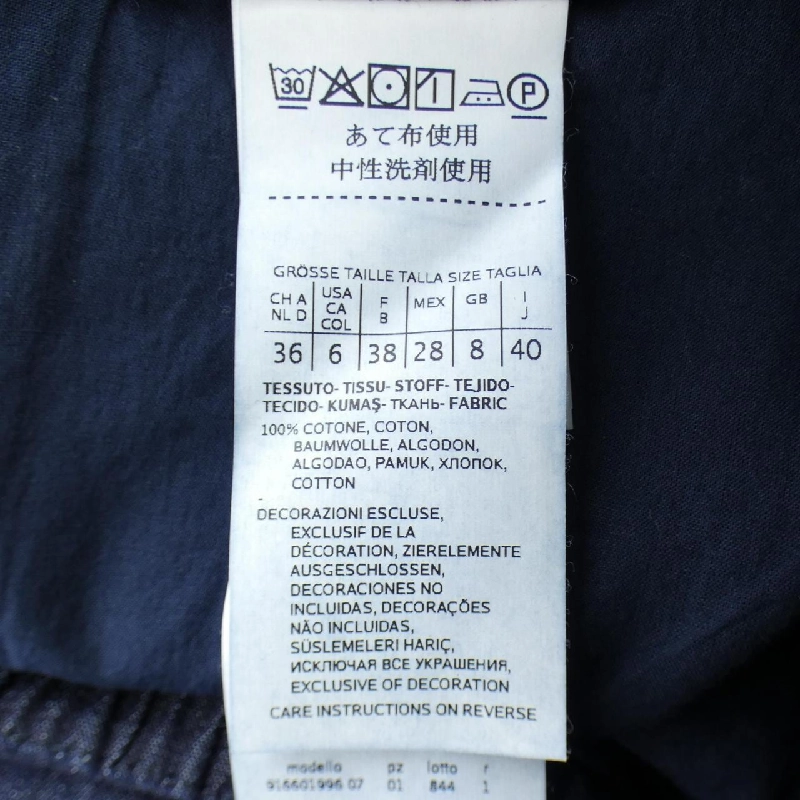 30 P
あて布使用
中性洗剤使用
GRÖSSE TAILLE TALLA SIZE TAGLIA
CH A NL D USA CA COL F B MEX GB I J
36 6 38 28 8 40
TESSUTO- TISSU- STOFF- TEJIDO-
TECIDO- KUMAŞ- ТКАНЬ- FABRIC
100% COTONE, COTON,
BAUMWOLLE, ALGODON,
ALGODAO, PAMUK, ХЛОПОК,
COTTON
DECORAZIONI ESCLUSE,
EXCLUSIF DE LA
DÉCORATION, ZIERELEMENTE
AUSGESCHLOSSEN,
DECORACIONES NO
INCLUIDAS, DECORAÇÕES
NÃO INCLUIDAS,
SÜSLEMELERI HARIÇ,
ИСКЛЮЧАЯ ВСЕ УКРАШЕНИЯ,
EXCLUSIVE OF DECORATION
CARE INSTRUCTIONS ON REVERSE
modello pz lotto r
916601996 07 01 844 1